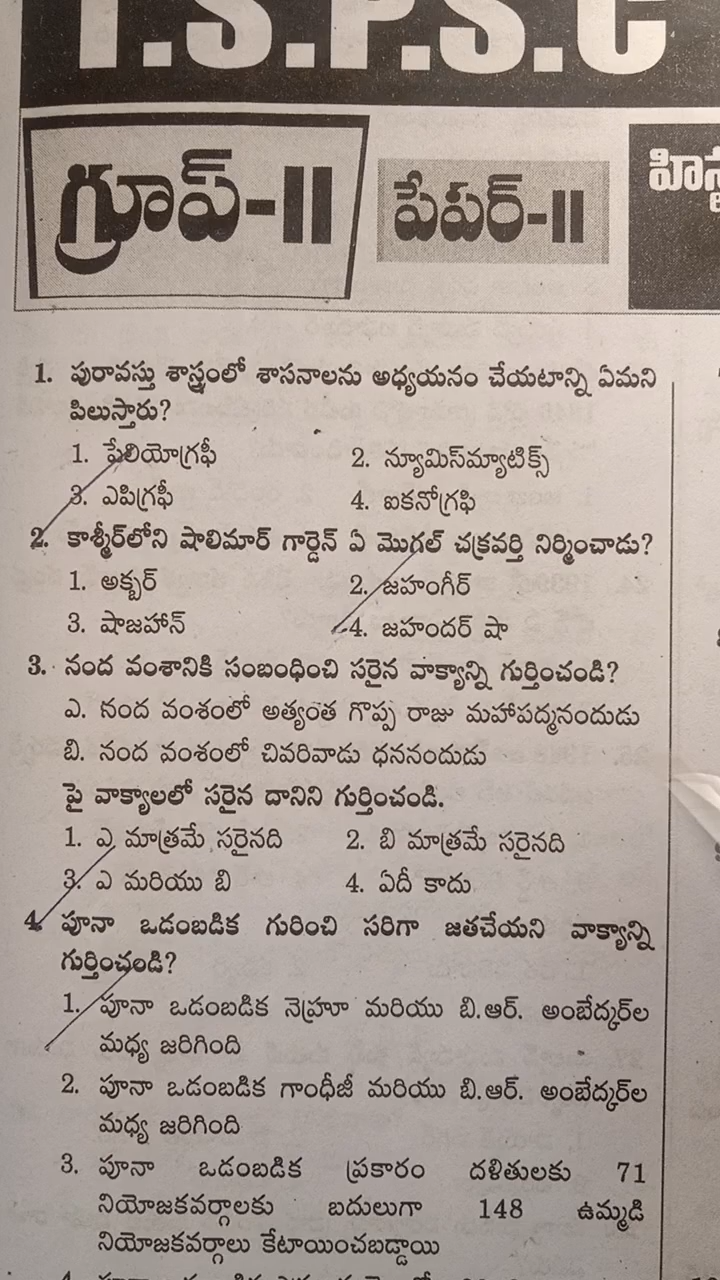 T.S.P.S.C
గ్రూప్-II పేపర్-II
1. పురావస్తు శాస్త్రంలో శాసనాలను అధ్యయనం చేయటాన్ని ఏమని
పిలుస్తారు?
1. పేలియోగ్రఫీ 2. న్యూమిస్‌మ్యాటిక్స్
3. ఎపిగ్రఫీ 4. ఐకనోగ్రఫి
2. కాశ్మీర్‌లోని షాలిమార్ గార్డెన్ ఏ మొగల్ చక్రవర్తి నిర్మించాడు?
1. అక్బర్ 2. జహంగీర్
3. షాజహాన్ 4. జహందర్ షా
3. నంద వంశానికి సంబంధించి సరైన వాక్యాన్ని గుర్తించండి?
ఎ. నంద వంశంలో అత్యంత గొప్ప రాజు మహాపద్మనందుడు
బి. నంద వంశంలో చివరివాడు ధననందుడు
పై వాక్యాలలో సరైన దానిని గుర్తించండి.
1. ఎ మాత్రమే సరైనది 2. బి మాత్రమే సరైనది
3. ఎ మరియు బి 4. ఏదీ కాదు
4. పూనా ఒడంబడిక గురించి సరిగా జతచేయని వాక్యాన్ని
గుర్తించండి?
1. పూనా ఒడంబడిక నెహ్రూ మరియు బి.ఆర్. అంబేద్కర్‌ల
మధ్య జరిగింది
2. పూనా ఒడంబడిక గాంధీజీ మరియు బి.ఆర్. అంబేద్కర్‌ల
మధ్య జరిగింది
3. పూనా ఒడంబడిక ప్రకారం దళితులకు 71
నియోజకవర్గాలకు బదులుగా 148 ఉమ్మడి
నియోజకవర్గాలు కేటాయించబడ్డాయి